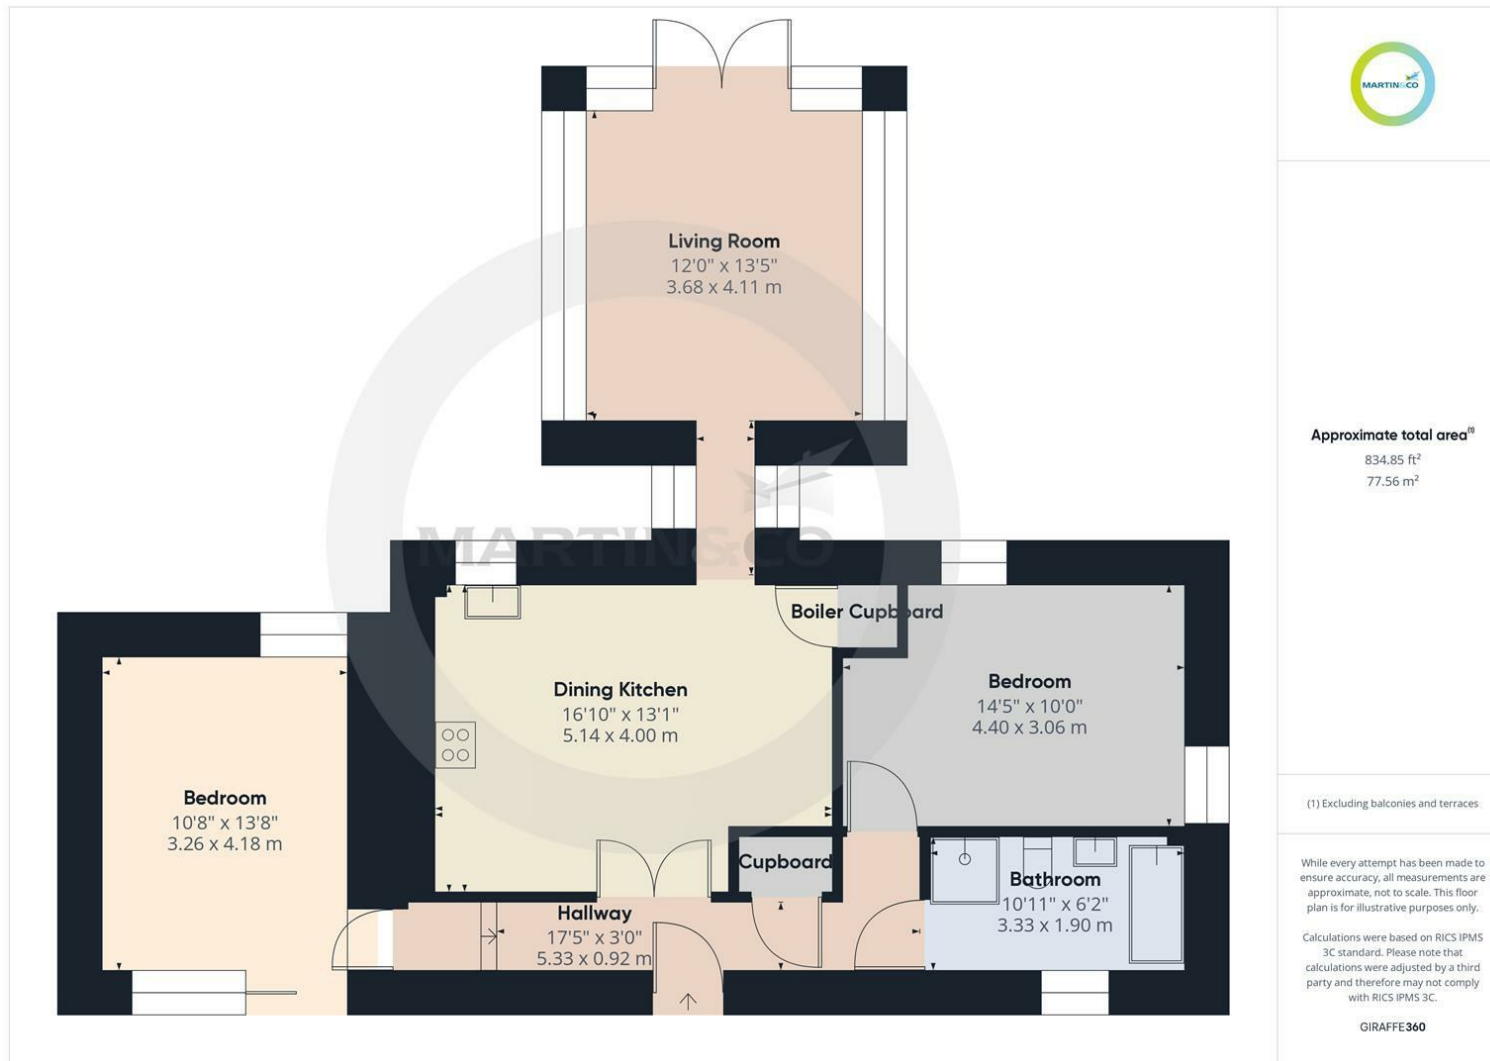 MARTIN&CO
Living Room
12'0" x 13'5"
3.68 x 4.11 m
MARTIN&CO
Boiler Cupboard
Dining Kitchen
16'10" x 13'1"
5.14 x 4.00 m
Bedroom
14'5" x 10'0"
4.40 x 3.06 m
Bedroom
10'8" x 13'8"
3.26 x 4.18 m
Cupboard
Hallway
17'5" x 3'0"
5.33 x 0.92 m
Bathroom
10'11" x 6'2"
3.33 x 1.90 m
Approximate total area(1)
834.85 ft²
77.56 m²
(1) Excluding balconies and terraces
While every attempt has been made to
ensure accuracy, all measurements are
approximate, not to scale. This floor
plan is for illustrative purposes only.
Calculations were based on RICS IPMS
3C standard. Please note that
calculations were adjusted by a third
party and therefore may not comply
with RICS IPMS 3C.
GIRAFFE360